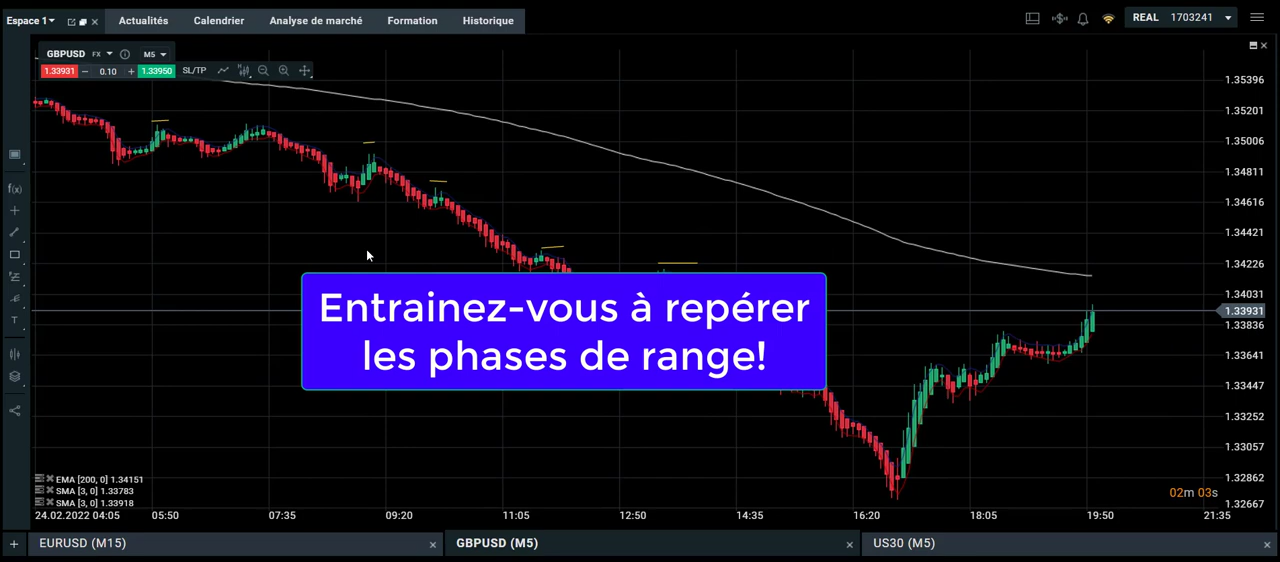 Espace 1
Actualités
Calendrier
Analyse de marché
Formation
Historique
REAL 1703241
GBPUSD FX M5
1.33931 − 0.10 + 1.33950 SL/TP
1.35396
1.35201
1.35006
1.34811
1.34616
1.34421
1.34226
1.34031
1.33931
1.33836
1.33641
1.33447
1.33252
1.33057
1.32862
1.32667
f(x)
T
Entrainez-vous à repérer
les phases de range!
EMA [200, 0] 1.34151
SMA [3, 0] 1.33783
SMA [3, 0] 1.33918
02m 03s
24.02.2022 04:05 05:50 07:35 09:20 11:05 12:50 14:35 16:20 18:05 19:50 21:35
EURUSD (M15)
GBPUSD (M5)
US30 (M5)